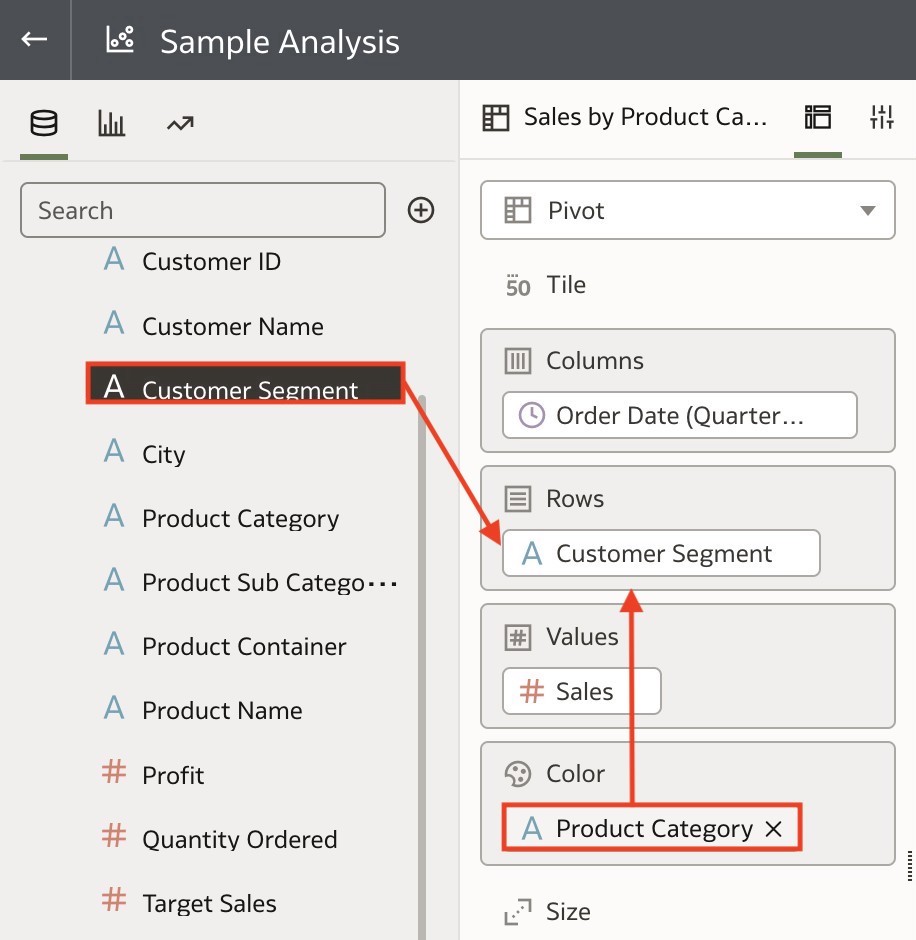 Sample Analysis
Search
Customer ID
Customer Name
Customer Segment
City
Product Category
Product Sub Catego...
Product Container
Product Name
Profit
Quantity Ordered
Target Sales
Sales by Product Ca...
Pivot
50 Tile
Columns
Order Date (Quarter...
Rows
A Customer Segment
Values
# Sales
Color
A Product Category ×
Size